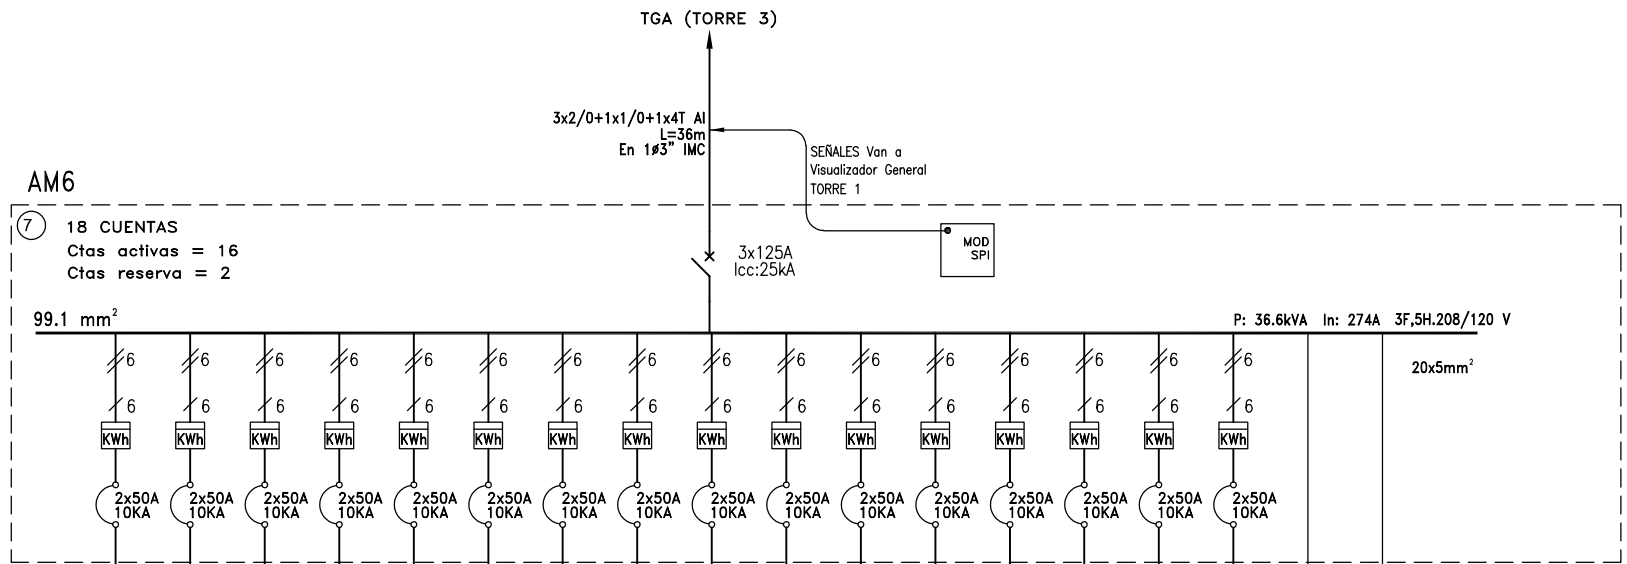 TGA (TORRE 3)
3x2/0+1x1/0+1x4T Al
L=36m
En 1ø3" IMC
SEÑALES Van a
Visualizador General
TORRE 1
AM6
7
18 CUENTAS
Ctas activas = 16
Ctas reserva = 2
3x125A
Icc:25kA
MOD
SPI
99.1 mm²
P: 36.6kVA In: 274A 3F,5H.208/120 V
20x5mm²
6 6 6 6 6 6 6 6 6 6 6 6 6 6 6 6
6 6 6 6 6 6 6 6 6 6 6 6 6 6 6 6
KWh KWh KWh KWh KWh KWh KWh KWh KWh KWh KWh KWh KWh KWh KWh KWh
2x50A 2x50A 2x50A 2x50A 2x50A 2x50A 2x50A 2x50A 2x50A 2x50A 2x50A 2x50A 2x50A 2x50A 2x50A 2x50A
10KA 10KA 10KA 10KA 10KA 10KA 10KA 10KA 10KA 10KA 10KA 10KA 10KA 10KA 10KA 10KA